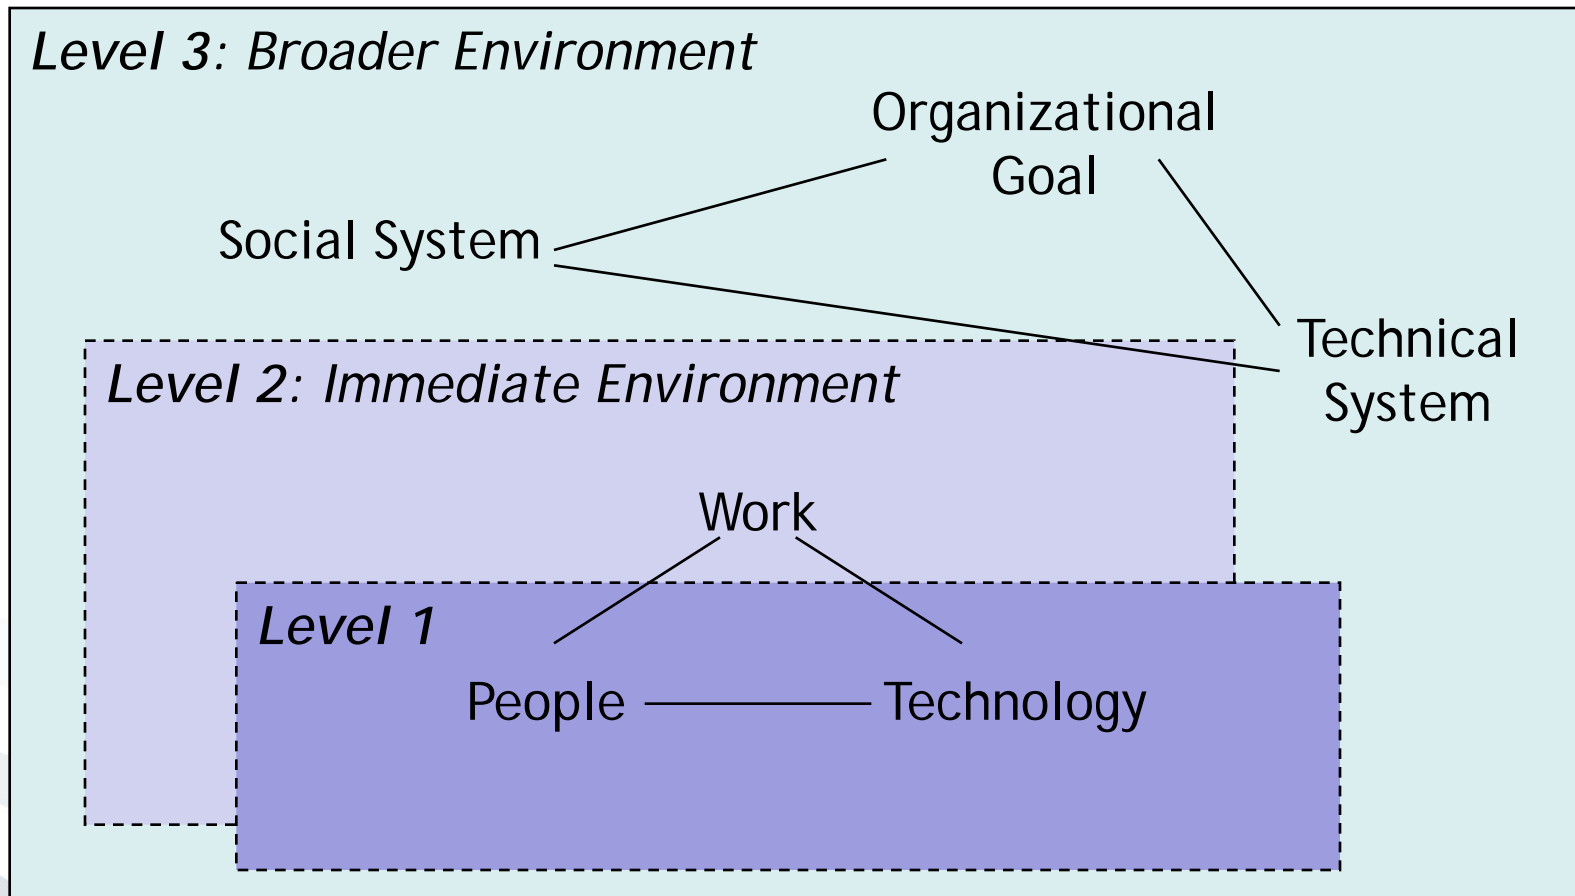 Level 3: Broader Environment
Organizational
Goal
Social System
Technical
System
Level 2: Immediate Environment
Work
Level 1
People
Technology